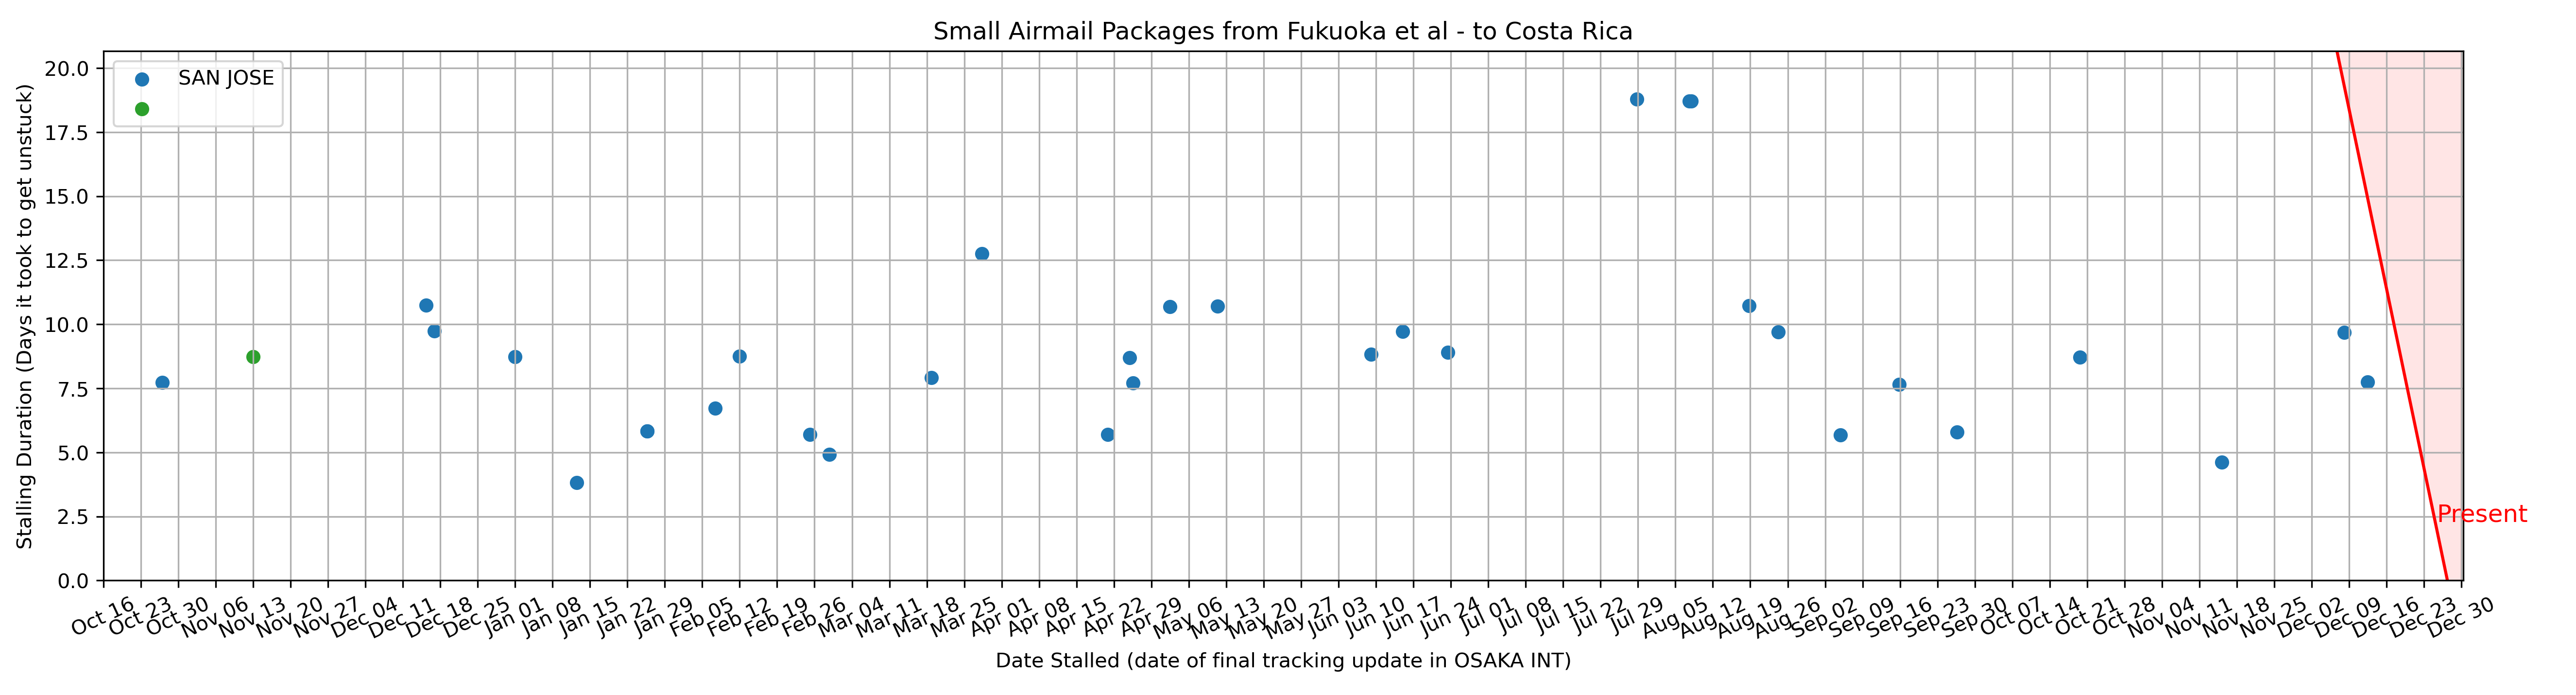 Small Airmail Packages from Fukuoka et al - to Costa Rica
SAN JOSE
Stalling Duration (Days it took to get unstuck)
20.0
17.5
15.0
12.5
10.0
7.5
5.0
2.5
0.0
Present
Oct 16
Oct 23
Oct 30
Nov 06
Nov 13
Nov 20
Nov 27
Dec 04
Dec 11
Dec 18
Dec 25
Jan 01
Jan 08
Jan 15
Jan 22
Jan 29
Feb 05
Feb 12
Feb 19
Feb 26
Mar 04
Mar 11
Mar 18
Mar 25
Apr 01
Apr 08
Apr 15
Apr 22
Apr 29
May 06
May 13
May 20
May 27
Jun 03
Jun 10
Jun 17
Jun 24
Jul 01
Jul 08
Jul 15
Jul 22
Jul 29
Aug 05
Aug 12
Aug 19
Aug 26
Sep 02
Sep 09
Sep 16
Sep 23
Sep 30
Oct 07
Oct 14
Oct 21
Oct 28
Nov 04
Nov 11
Nov 18
Nov 25
Dec 02
Dec 09
Dec 16
Dec 23
Dec 30
Date Stalled (date of final tracking update in OSAKA INT)